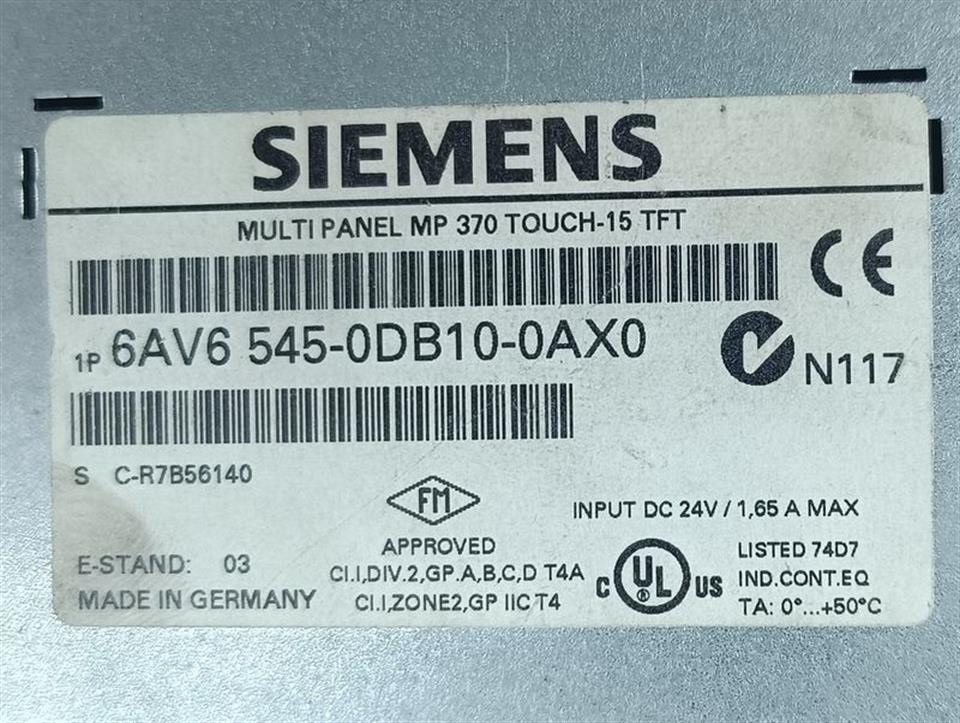 SIEMENS
MULTI PANEL MP 370 TOUCH-15 TFT
CE
1P 6AV6 545-0DB10-0AX0
N117
S C-R7B56140
FM
INPUT DC 24V / 1,65 A MAX
APPROVED
E-STAND: 03
CI.I,DIV.2,GP.A,B,C,D T4A
C UL US
LISTED 74D7
IND.CONT.EQ
MADE IN GERMANY
CI.I,ZONE2,GP IIC T4
TA: 0°...+50°C